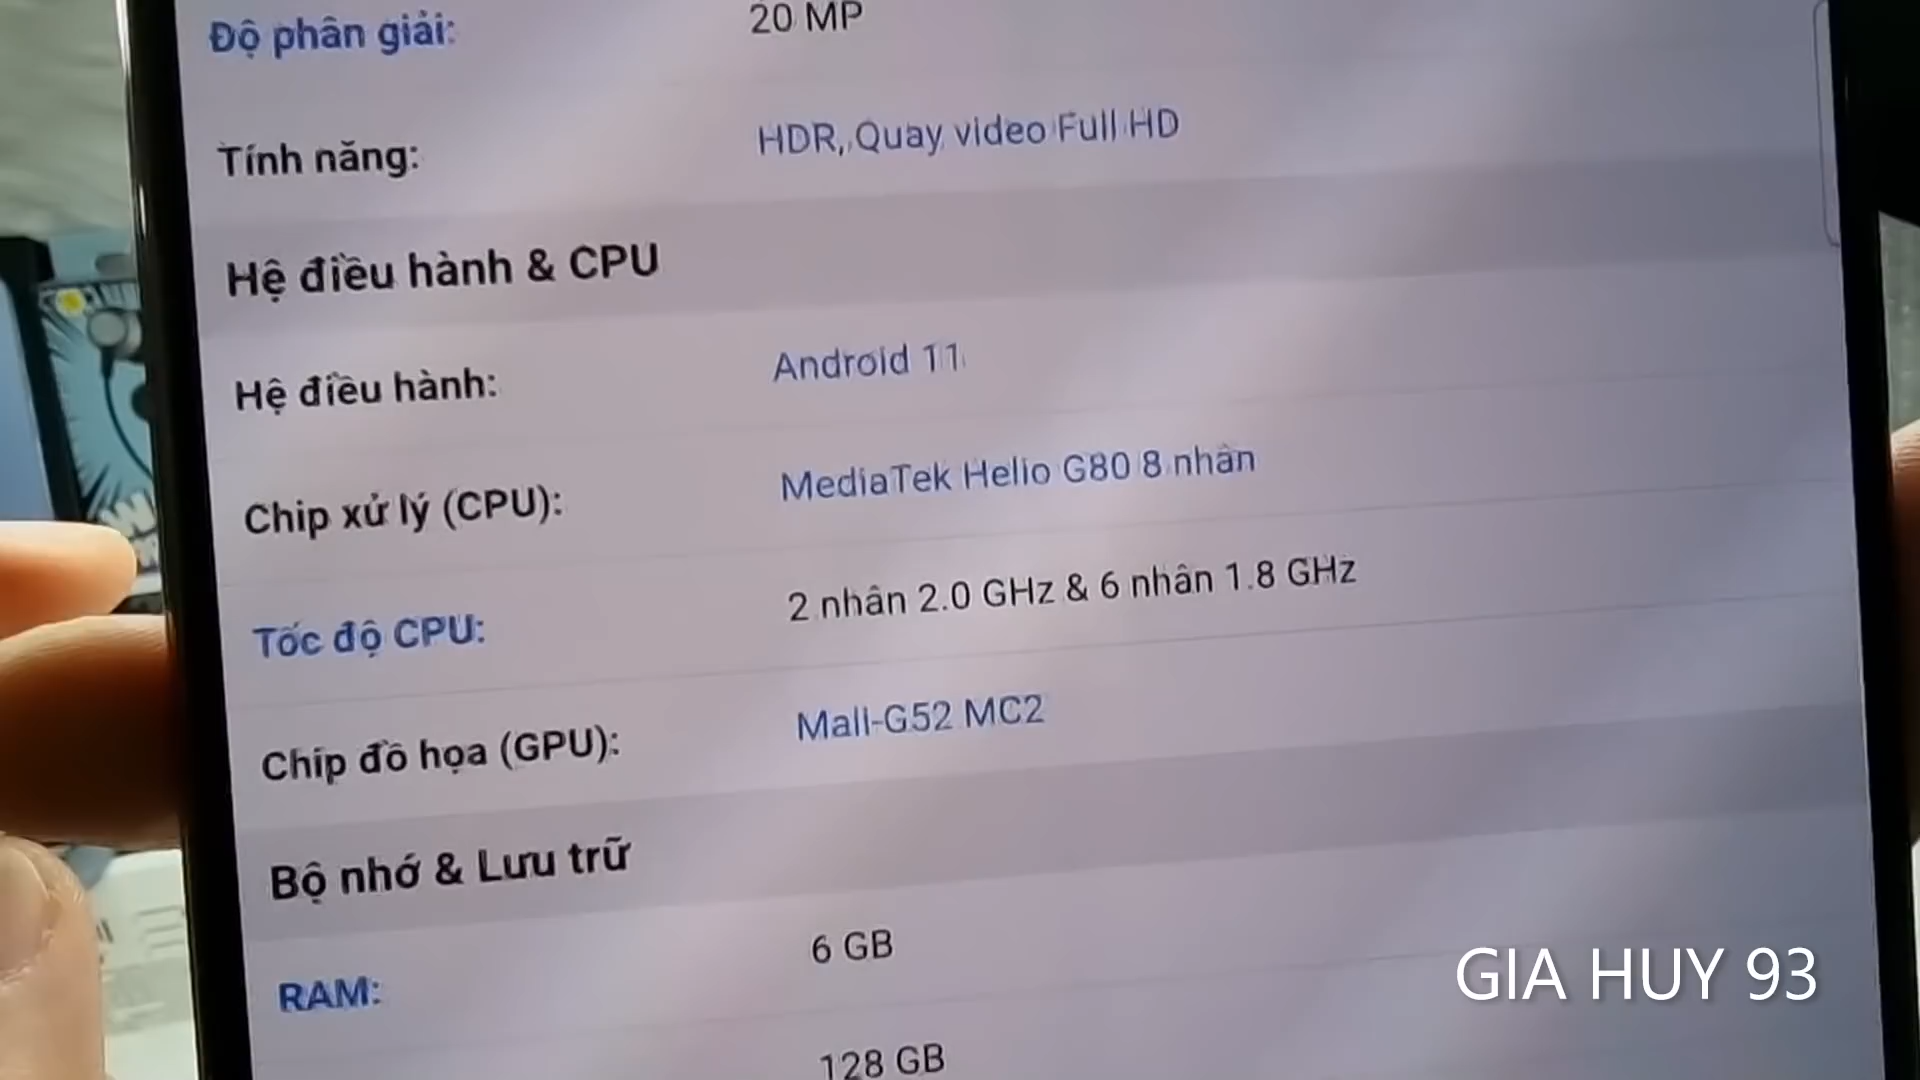 Độ phân giải: 20 MP
Tính năng: HDR, Quay video Full HD
Hệ điều hành & CPU
Hệ điều hành: Android 11
Chip xử lý (CPU): MediaTek Helio G80 8 nhân
Tốc độ CPU: 2 nhân 2.0 GHz & 6 nhân 1.8 GHz
Chip đồ họa (GPU): Mali-G52 MC2
Bộ nhớ & Lưu trữ
RAM: 6 GB
128 GB
GIA HUY 93